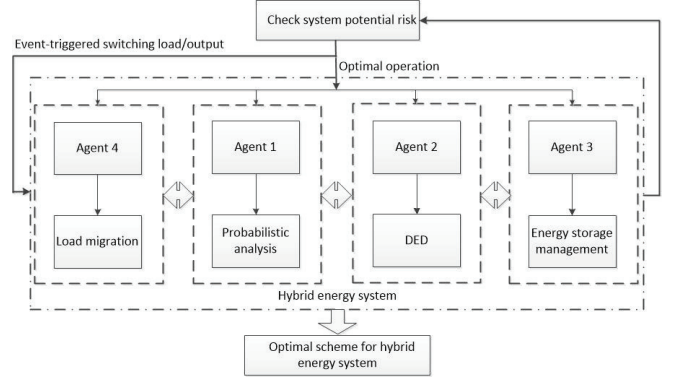 Check system potential risk
Event-triggered switching load/output
Optimal operation
Agent 4
Agent 1
Agent 2
Agent 3
Load migration
Probabilistic
analysis
DED
Energy storage
management
Hybrid energy system
Optimal scheme for hybrid
energy system